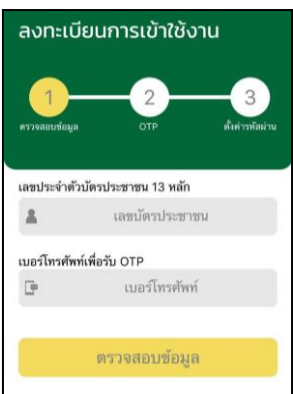 ลงทะเบียนการเข้าใช้งาน
1 2 3
ตรวจสอบข้อมูล OTP ตั้งค่ารหัสผ่าน
เลขประจำตัวบัตรประชาชน 13 หลัก
เลขบัตรประชาชน
เบอร์โทรศัพท์เพื่อรับ OTP
เบอร์โทรศัพท์
ตรวจสอบข้อมูล